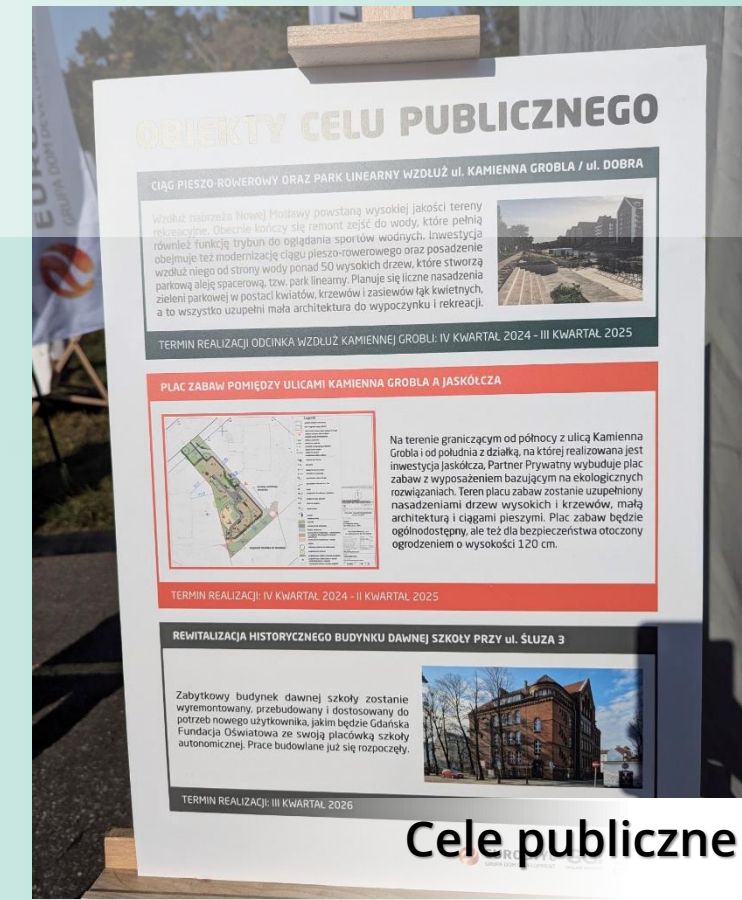 OBIEKTY CELU PUBLICZNEGO
CIĄG PIESZO-ROWEROWY ORAZ PARK LINEARNY WZDŁUŻ ul. KAMIENNA GROBLA / ul. DOBRA
Wzdłuż nabrzeża Nowej Motławy powstaną wysokiej jakości tereny
rekreacyjne. Obecnie kończy się remont zejść do wody, które pełnią
również funkcję trybun do oglądania sportów wodnych. Inwestycja
obejmuje też modernizację ciągu pieszo-rowerowego oraz posadzenie
wzdłuż niego od strony wody ponad 50 wysokich drzew, które stworzą
parkową aleję spacerową, tzw. park linearny. Planuje się liczne nasadzenia
zieleni parkowej w postaci kwiatów, krzewów i zasiewów łąk kwietnych,
a to wszystko uzupełni mała architektura do wypoczynku i rekreacji.
TERMIN REALIZACJI ODCINKA WZDŁUŻ KAMIENNEJ GROBLI: IV KWARTAŁ 2024 - III KWARTAŁ 2025
PLAC ZABAW POMIĘDZY ULICAMI KAMIENNA GROBLA A JASKÓŁCZA
Na terenie graniczącym od północy z ulicą Kamienna
Grobla i od południa z działką, na której realizowana jest
inwestycja Jaskółcza, Partner Prywatny wybuduje plac
zabaw z wyposażeniem bazującym na ekologicznych
rozwiązaniach. Teren placu zabaw zostanie uzupełniony
nasadzeniami drzew wysokich i krzewów, małą
architekturą i ciągami pieszymi. Plac zabaw będzie
ogólnodostępny, ale też dla bezpieczeństwa otoczony
ogrodzeniem o wysokości 120 cm.
TERMIN REALIZACJI: IV KWARTAŁ 2024 - II KWARTAŁ 2025
REWITALIZACJA HISTORYCZNEGO BUDYNKU DAWNEJ SZKOŁY PRZY ul. ŚLUZA 3
Zabytkowy budynek dawnej szkoły zostanie
wyremontowany, przebudowany i dostosowany do
potrzeb nowego użytkownika, jakim będzie Gdańska
Fundacja Oświatowa ze swoją placówką szkoły
autonomicznej. Prace budowlane już się rozpoczęły.
TERMIN REALIZACJI: III KWARTAŁ 2026
Cele publiczne